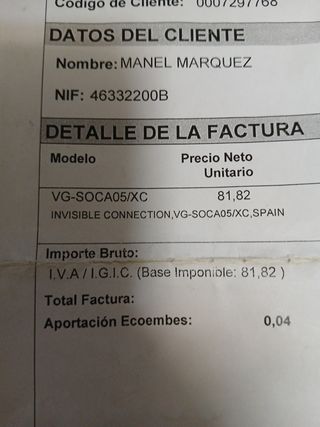 Código de Cliente: 0007297768
DATOS DEL CLIENTE
Nombre: MANEL MARQUEZ
NIF: 46332200B
DETALLE DE LA FACTURA
Modelo Precio Neto
Unitario
VG-SOCA05/XC 81,82
INVISIBLE CONNECTION,VG-SOCA05/XC,SPAIN
Importe Bruto:
I.V.A / I.G.I.C. (Base Imponible: 81,82 )
Total Factura:
Aportación Ecoembes: 0,04